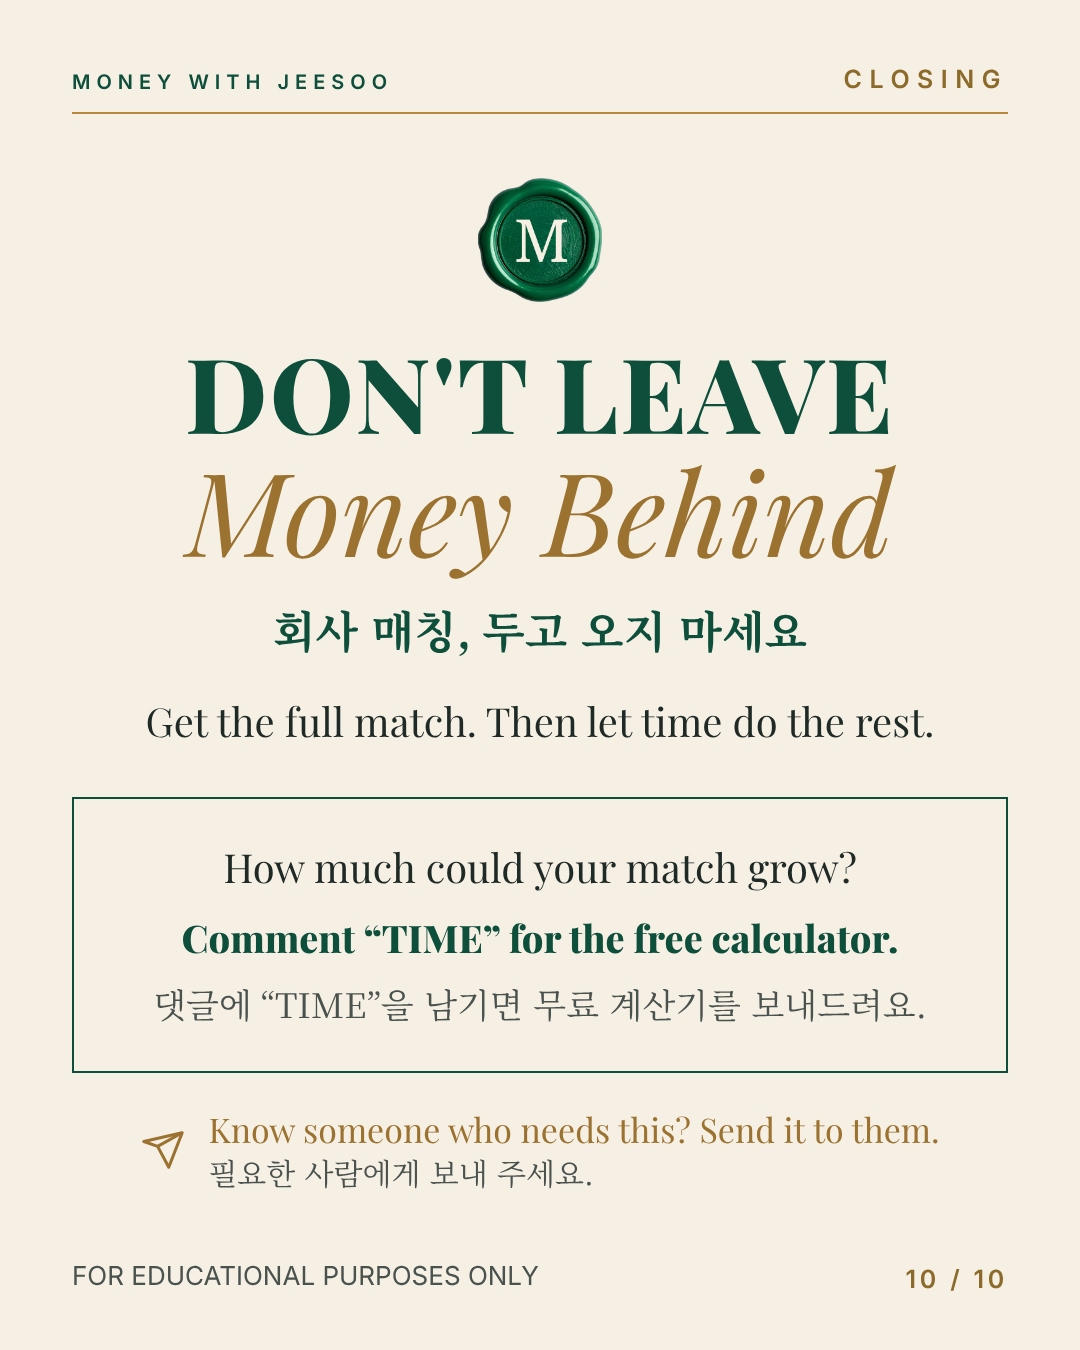 MONEY WITH JEESOO
CLOSING
M
DON'T LEAVE
Money Behind
회사 매칭, 두고 오지 마세요
Get the full match. Then let time do the rest.
How much could your match grow?
Comment “TIME” for the free calculator.
댓글에 “TIME”을 남기면 무료 계산기를 보내드려요.
Know someone who needs this? Send it to them.
필요한 사람에게 보내 주세요.
FOR EDUCATIONAL PURPOSES ONLY
10 / 10